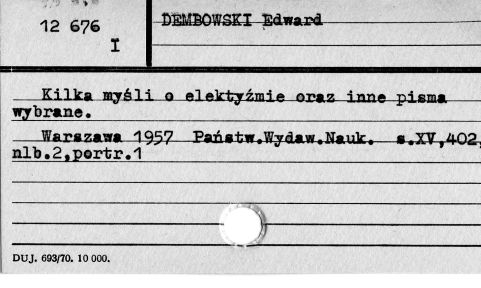 12 676
I
DEMBOWSKI Edward
Kilka myśli o elektyźmie oraz inne pisma
wybrane.
Warszawa 1957 Państw.Wydaw.Nauk. s.XV,402,
nlb.2,portr.1
DUJ. 693/70. 10 000.